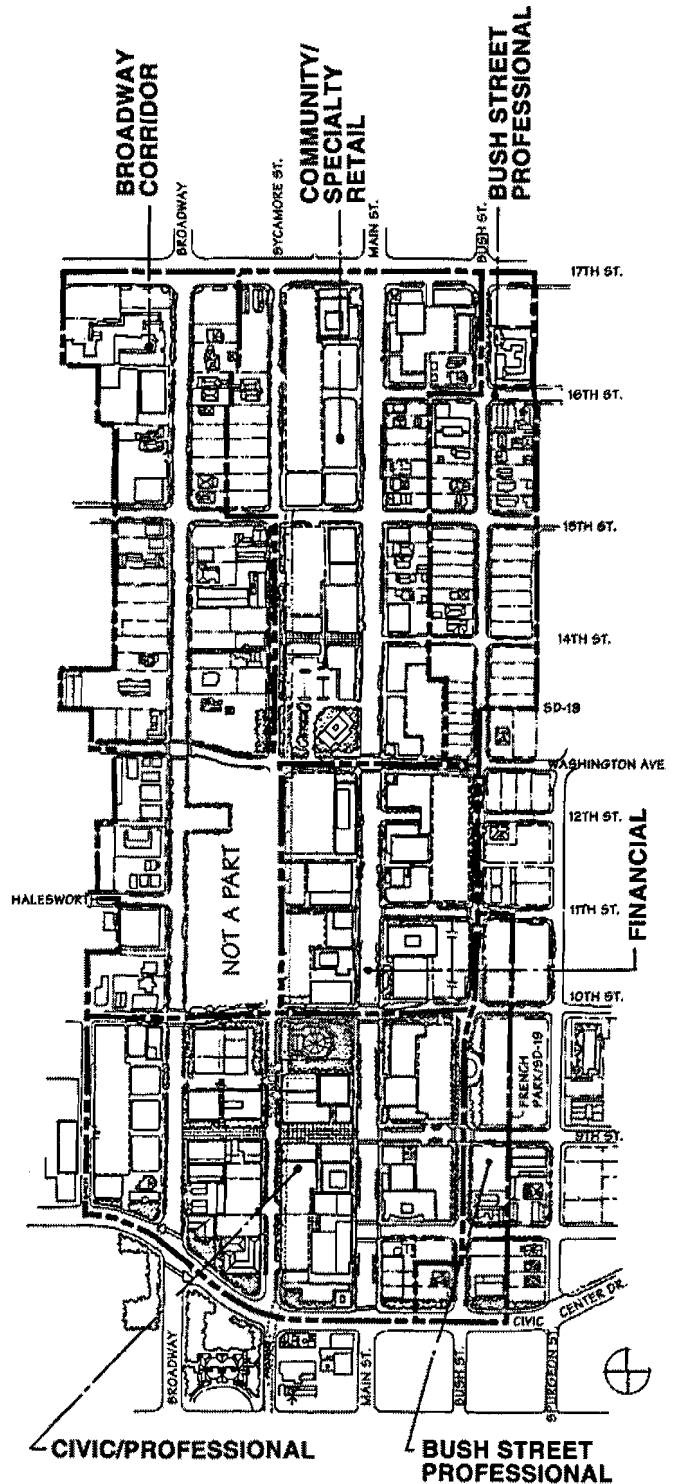 BROADWAY
CORRIDOR
COMMUNITY/
SPECIALTY
RETAIL
BUSH STREET
PROFESSIONAL
BROADWAY
SYCAMORE ST.
MAIN ST.
BUSH ST.
17TH ST.
16TH ST.
15TH ST.
14TH ST.
SD-19
WASHINGTON AVE
12TH ST.
FINANCIAL
NOT A PART
HALESWORT
11TH ST.
10TH ST.
FRENCH
PARK/SD-19
9TH ST.
CIVIC
CENTER DR.
BROADWAY
MAIN ST.
BUSH ST.
SPURGEON ST.
CIVIC/PROFESSIONAL
BUSH STREET
PROFESSIONAL